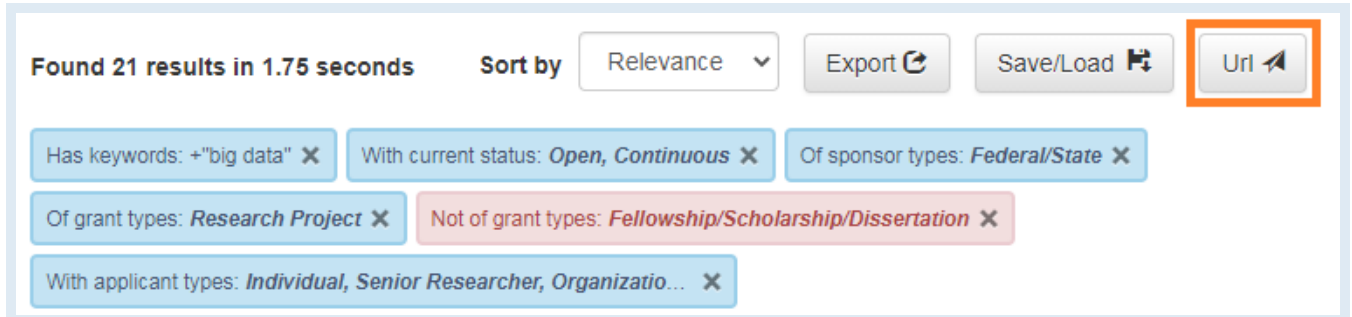 Found 21 results in 1.75 seconds Sort by Relevance Export Save/Load Url
Has keywords: +"big data" With current status: Open, Continuous Of sponsor types: Federal/State
Of grant types: Research Project Not of grant types: Fellowship/Scholarship/Dissertation
With applicant types: Individual, Senior Researcher, Organizatio...